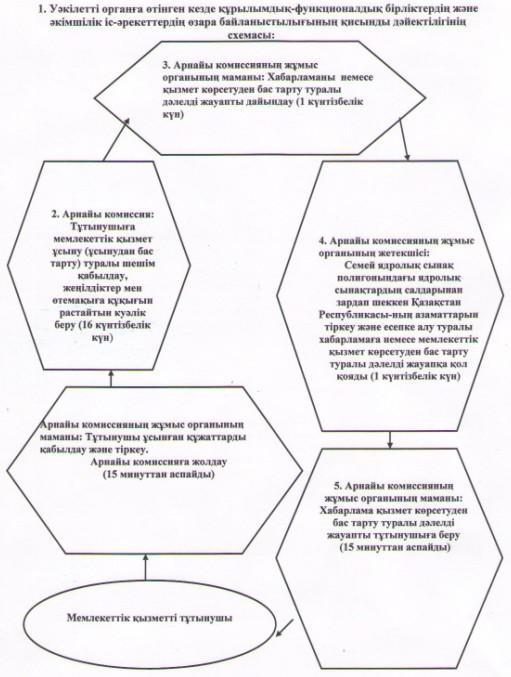 1. Уәкілетті органға өтінген кезде құрылымдық-функционалдық бірліктердің және
әкімшілік іс-әрекеттердің өзара байланыстылығының қисынды дәйектілігінің
схемасы:
3. Арнайы комиссияның жұмыс
органының маманы: Хабарламаны немесе
қызмет көрсетуден бас тарту туралы
дәлелді жауапты дайындау (1 күнтізбелік
күн)
2. Арнайы комиссия:
Тұтынушыға
мемлекеттік қызмет
ұсыну (ұсынудан бас
тарту) туралы шешім
қабылдау,
жеңілдіктер мен
өтемақыға құқығын
растайтын куәлік
беру (16 күнтізбелік
күн)
4. Арнайы комиссияның жұмыс
органының жетекшісі:
Семей ядролық сынақ
полигонындағы ядролық
сынақтардың салдарынан
зардап шеккен Қазақстан
Республикасы-ның азаматтарын
тіркеу және есепке алу туралы
хабарламаға немесе мемлекеттік
қызмет көрсетуден бас тарту
туралы дәлелді жауапқа қол
қояды (1 күнтізбелік күн)
Арнайы комиссияның жұмыс органының
маманы: Тұтынушы ұсынған құжаттарды
қабылдау және тіркеу.
Арнайы комиссияға жолдау
(15 минуттан аспайды)
5. Арнайы комиссияның
жұмыс органының маманы:
Хабарлама қызмет көрсетуден
бас тарту туралы дәлелді
жауапты тұтынушыға беру
(15 минуттан аспайды)
Мемлекеттік қызметті тұтынушы